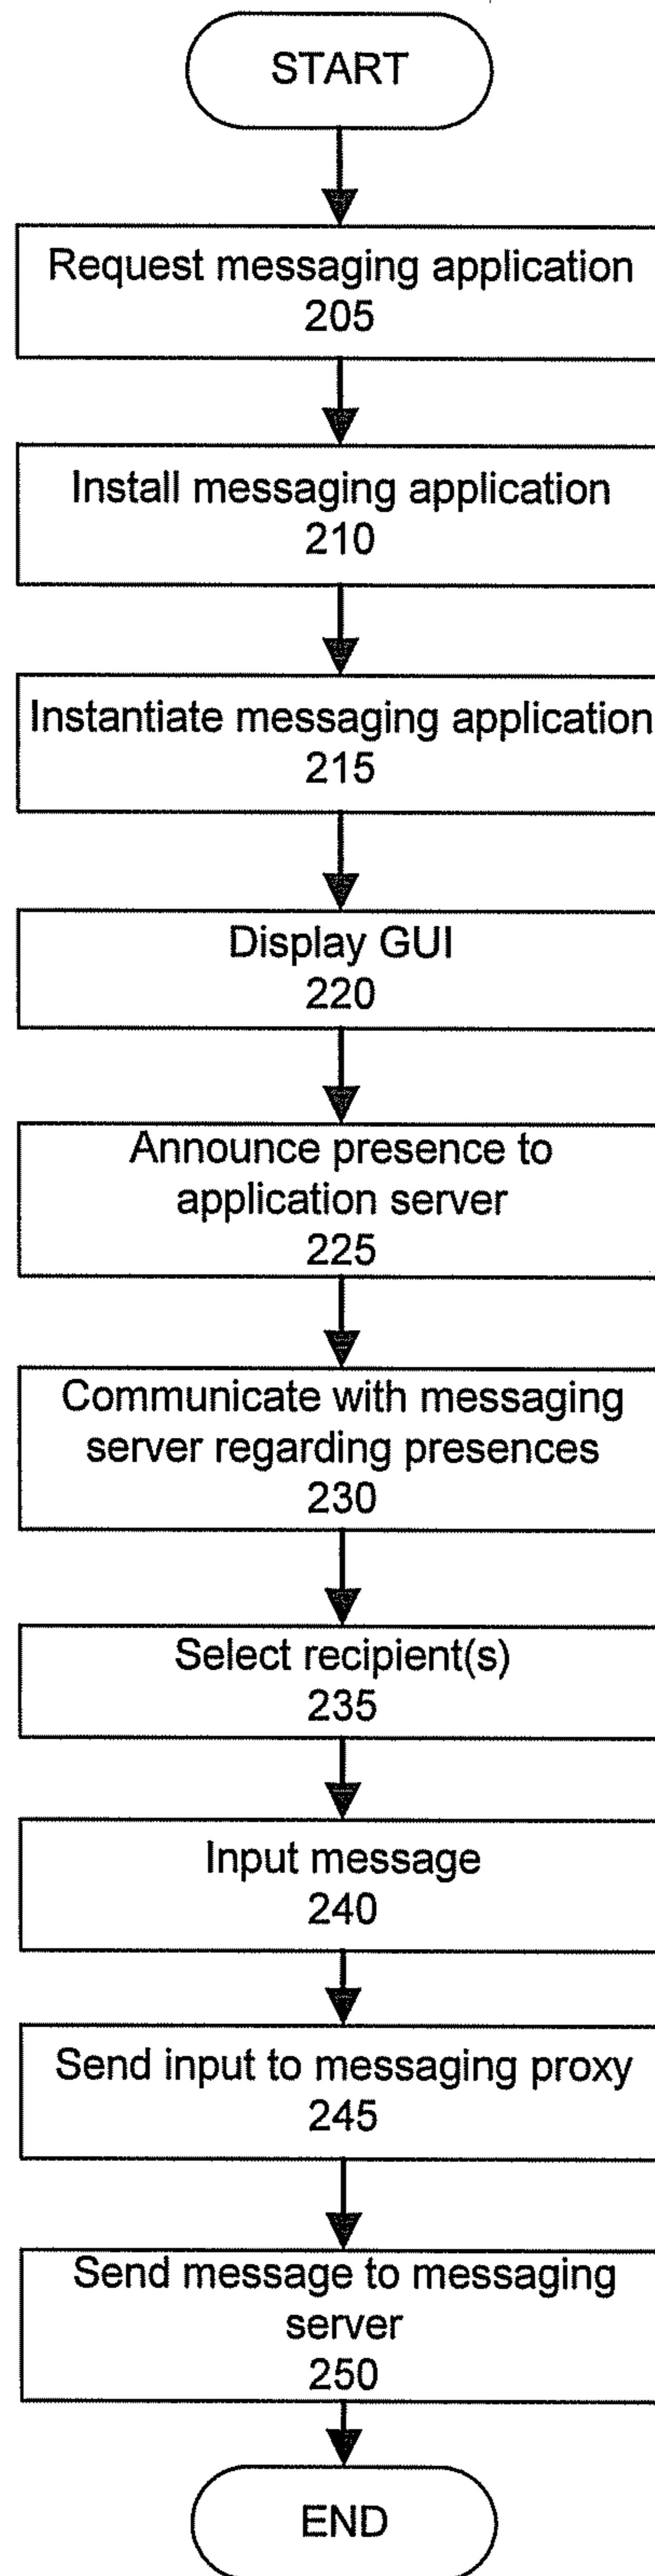 START
Request messaging application
205
Install messaging application
210
Instantiate messaging application
215
Display GUI
220
Announce presence to
application server
225
Communicate with messaging
server regarding presences
230
Select recipient(s)
235
Input message
240
Send input to messaging proxy
245
Send message to messaging
server
250
END